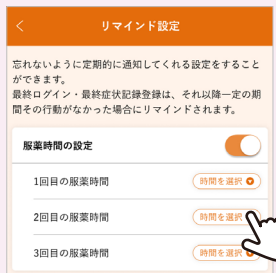 リマインド設定
忘れないように定期的に通知してくれる設定をすること
ができます。
最終ログイン・最終症状記録登録は、それ以降一定の期
間その行動がなかった場合にリマインドされます。
服薬時間の設定
1回目の服薬時間 時間を選択
2回目の服薬時間 時間を選択
3回目の服薬時間 時間を選択